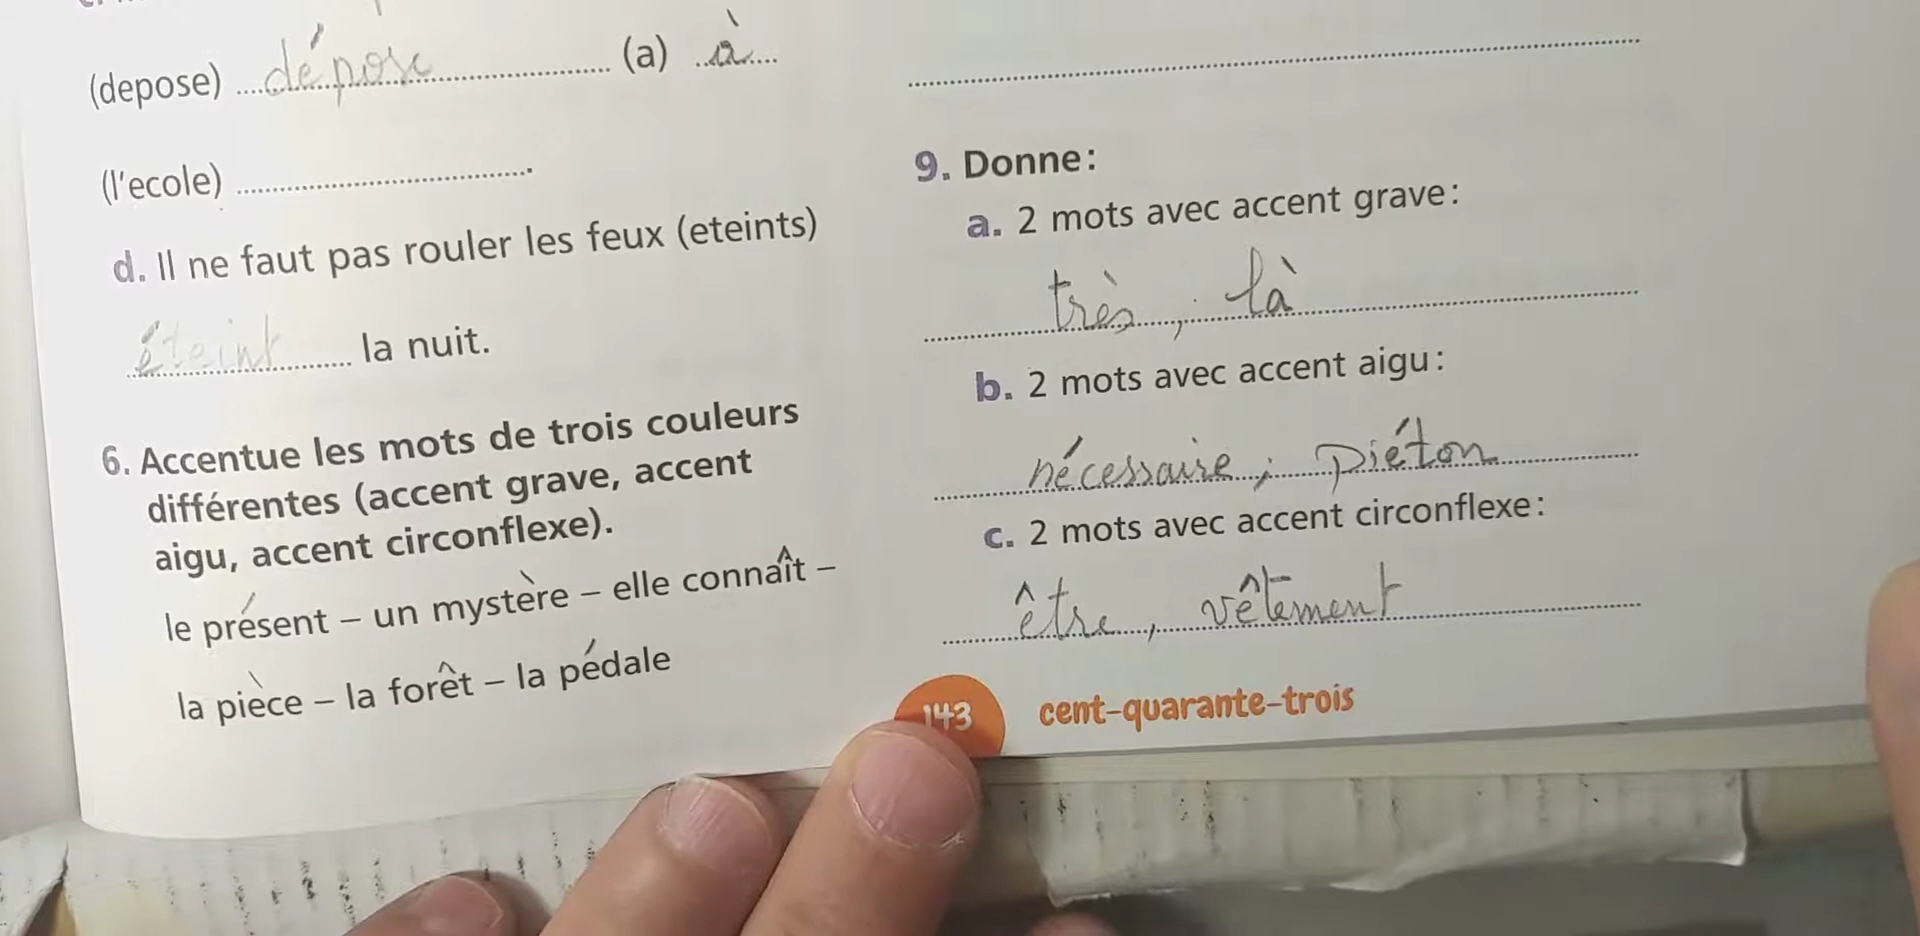 (depose) dépose (a) à
(l'ecole)
d. Il ne faut pas rouler les feux (eteints)
éteint la nuit.
6. Accentue les mots de trois couleurs
différentes (accent grave, accent
aigu, accent circonflexe).
le présent – un mystère – elle connaît –
la pièce – la forêt – la pédale
9. Donne :
a. 2 mots avec accent grave :
très, là
b. 2 mots avec accent aigu :
nécessaire ; piéton
c. 2 mots avec accent circonflexe :
être, vêtement
143 cent-quarante-trois